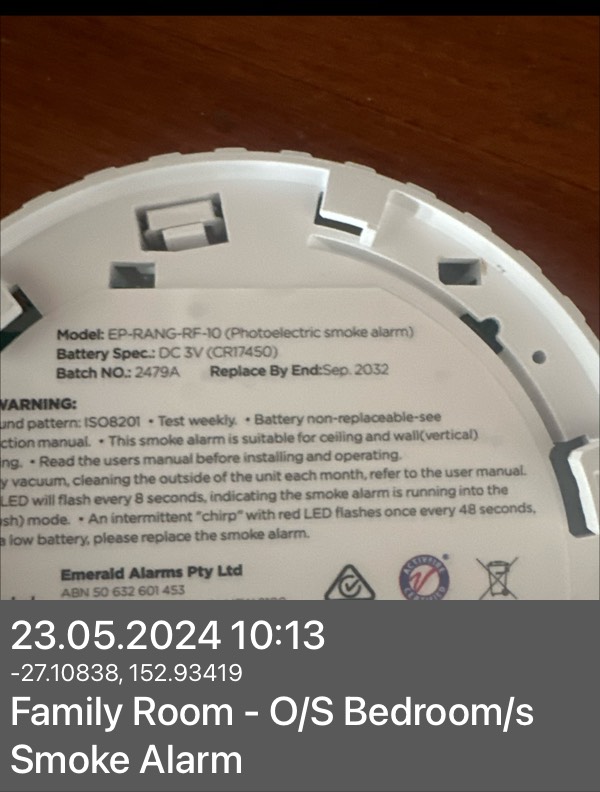 Model: EP-RANG-RF-10 (Photoelectric smoke alarm)
Battery Spec.: DC 3V (CR17450)
Batch NO.: 2479A Replace By End:Sep. 2032
WARNING:
und pattern: ISO8201 • Test weekly. • Battery non-replaceable-see
ction manual. • This smoke alarm is suitable for ceiling and wall(vertical)
ng. • Read the users manual before installing and operating.
y vacuum, cleaning the outside of the unit each month, refer to the user manual.
LED will flash every 8 seconds, indicating the smoke alarm is running into the
sh) mode. • An intermittent "chirp" with red LED flashes once every 48 seconds,
a low battery, please replace the smoke alarm.
Emerald Alarms Pty Ltd
ABN 50 632 601 453
ACTIVFIRE
23.05.2024 10:13
-27.10838, 152.93419
Family Room - O/S Bedroom/s
Smoke Alarm